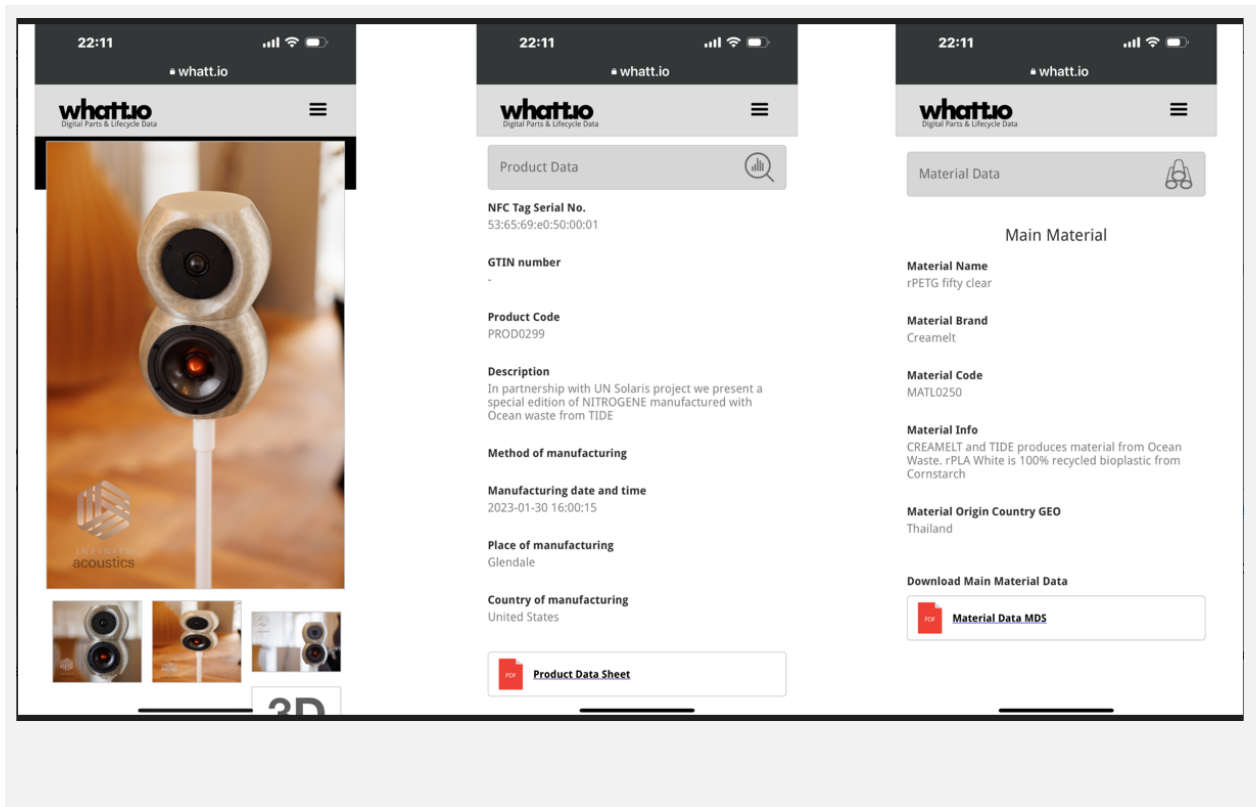 22:11
whatt.io
whatt.io
Digital Parts & Lifecycle Data
INFINITE
acoustics
3D
22:11
whatt.io
whatt.io
Digital Parts & Lifecycle Data
Product Data
NFC Tag Serial No.
53:65:69:e0:50:00:01
GTIN number
-
Product Code
PROD0299
Description
In partnership with UN Solaris project we present a
special edition of NITROGENE manufactured with
Ocean waste from TIDE
Method of manufacturing
Manufacturing date and time
2023-01-30 16:00:15
Place of manufacturing
Glendale
Country of manufacturing
United States
PDF
Product Data Sheet
22:11
whatt.io
whatt.io
Digital Parts & Lifecycle Data
Material Data
Main Material
Material Name
rPETG fifty clear
Material Brand
Creamelt
Material Code
MATL0250
Material Info
CREAMELT and TIDE produces material from Ocean
Waste. rPLA White is 100% recycled bioplastic from
Cornstarch
Material Origin Country GEO
Thailand
Download Main Material Data
PDF
Material Data MDS